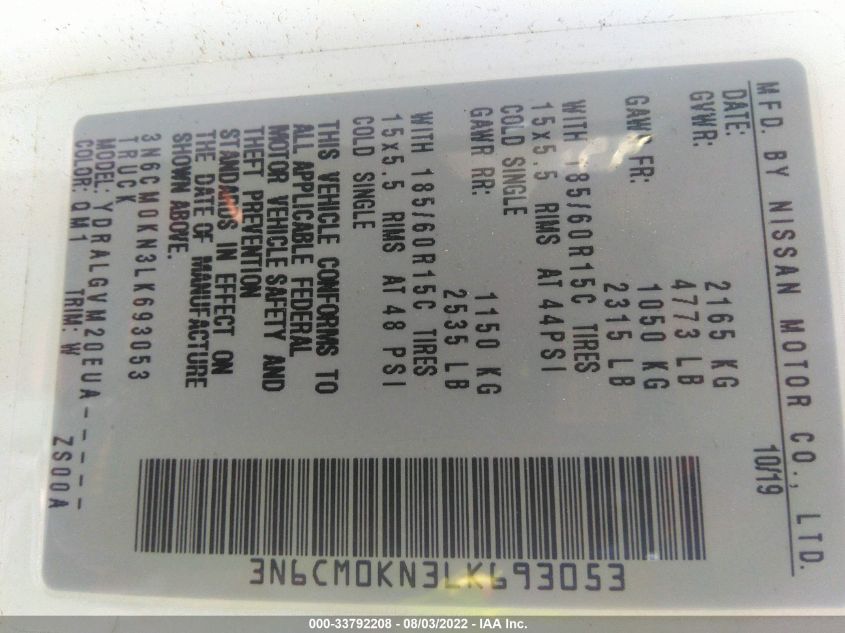 MFD. BY NISSAN MOTOR CO., LTD.
DATE: 10/19
GVWR: 2165 KG
4773 LB
GAWR FR: 1050 KG
2315 LB
WITH 185/60R15C TIRES
15x5.5 RIMS AT 44PSI
COLD SINGLE
GAWR RR: 1150 KG
2535 LB
WITH 185/60R15C TIRES
15x5.5 RIMS AT 48 PSI
COLD SINGLE
THIS VEHICLE CONFORMS TO
ALL APPLICABLE FEDERAL
MOTOR VEHICLE SAFETY AND
THEFT PREVENTION
STANDARDS IN EFFECT ON
THE DATE OF MANUFACTURE
SHOWN ABOVE.
3N6CM0KN3LK693053
TRUCK
MODEL: YDRALGVM20EUA-----
COLOR: QM1 TRIM: W ZS00A
3N6CM0KN3LK693053
000-33792208 - 08/03/2022 - IAA Inc.